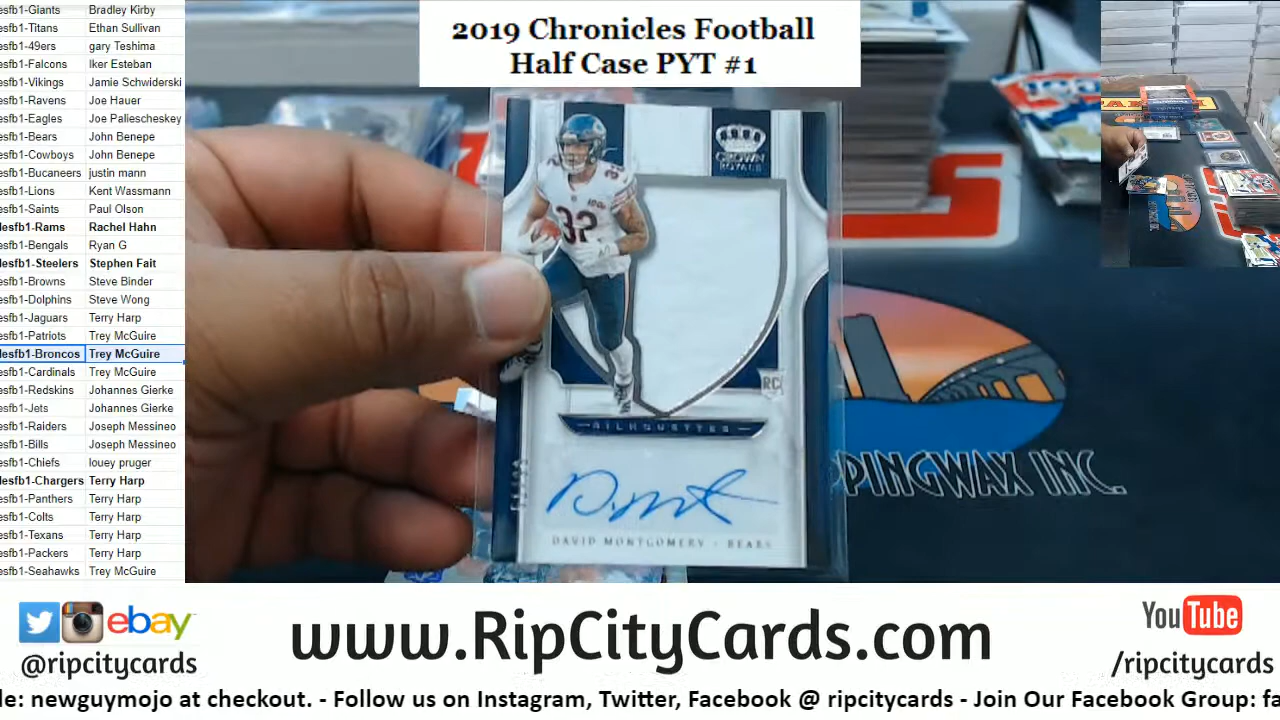 2019 Chronicles Football
Half Case PYT #1
esfb1-Giants Bradley Kirby
esfb1-Titans Ethan Sullivan
esfb1-49ers gary Teshima
esfb1-Falcons Iker Esteban
esfb1-Vikings Jamie Schwiderski
esfb1-Ravens Joe Hauer
esfb1-Eagles Joe Palliescheskey
esfb1-Bears John Benepe
esfb1-Cowboys John Benepe
esfb1-Bucaneers justin mann
esfb1-Lions Kent Wassmann
esfb1-Saints Paul Olson
lesfb1-Rams Rachel Hahn
esfb1-Bengals Ryan G
lesfb1-Steelers Stephen Fait
esfb1-Browns Steve Binder
esfb1-Dolphins Steve Wong
esfb1-Jaguars Terry Harp
esfb1-Patriots Trey McGuire
lesfb1-Broncos Trey McGuire
esfb1-Cardinals Trey McGuire
esfb1-Redskins Johannes Gierke
esfb1-Jets Johannes Gierke
esfb1-Raiders Joseph Messineo
esfb1-Bills Joseph Messineo
esfb1-Chiefs louey pruger
lesfb1-Chargers Terry Harp
esfb1-Panthers Terry Harp
esfb1-Colts Terry Harp
esfb1-Texans Terry Harp
esfb1-Packers Terry Harp
esfb1-Seahawks Trey McGuire
CROWN
ROYALE
32
RC
SILHOUETTES
DAVID MONTGOMERY - BEARS
PPINGWAX INC.
ebay
@ripcitycards
www.RipCityCards.com
YouTube
/ripcitycards
le: newguymojo at checkout. - Follow us on Instagram, Twitter, Facebook @ ripcitycards - Join Our Facebook Group: fa